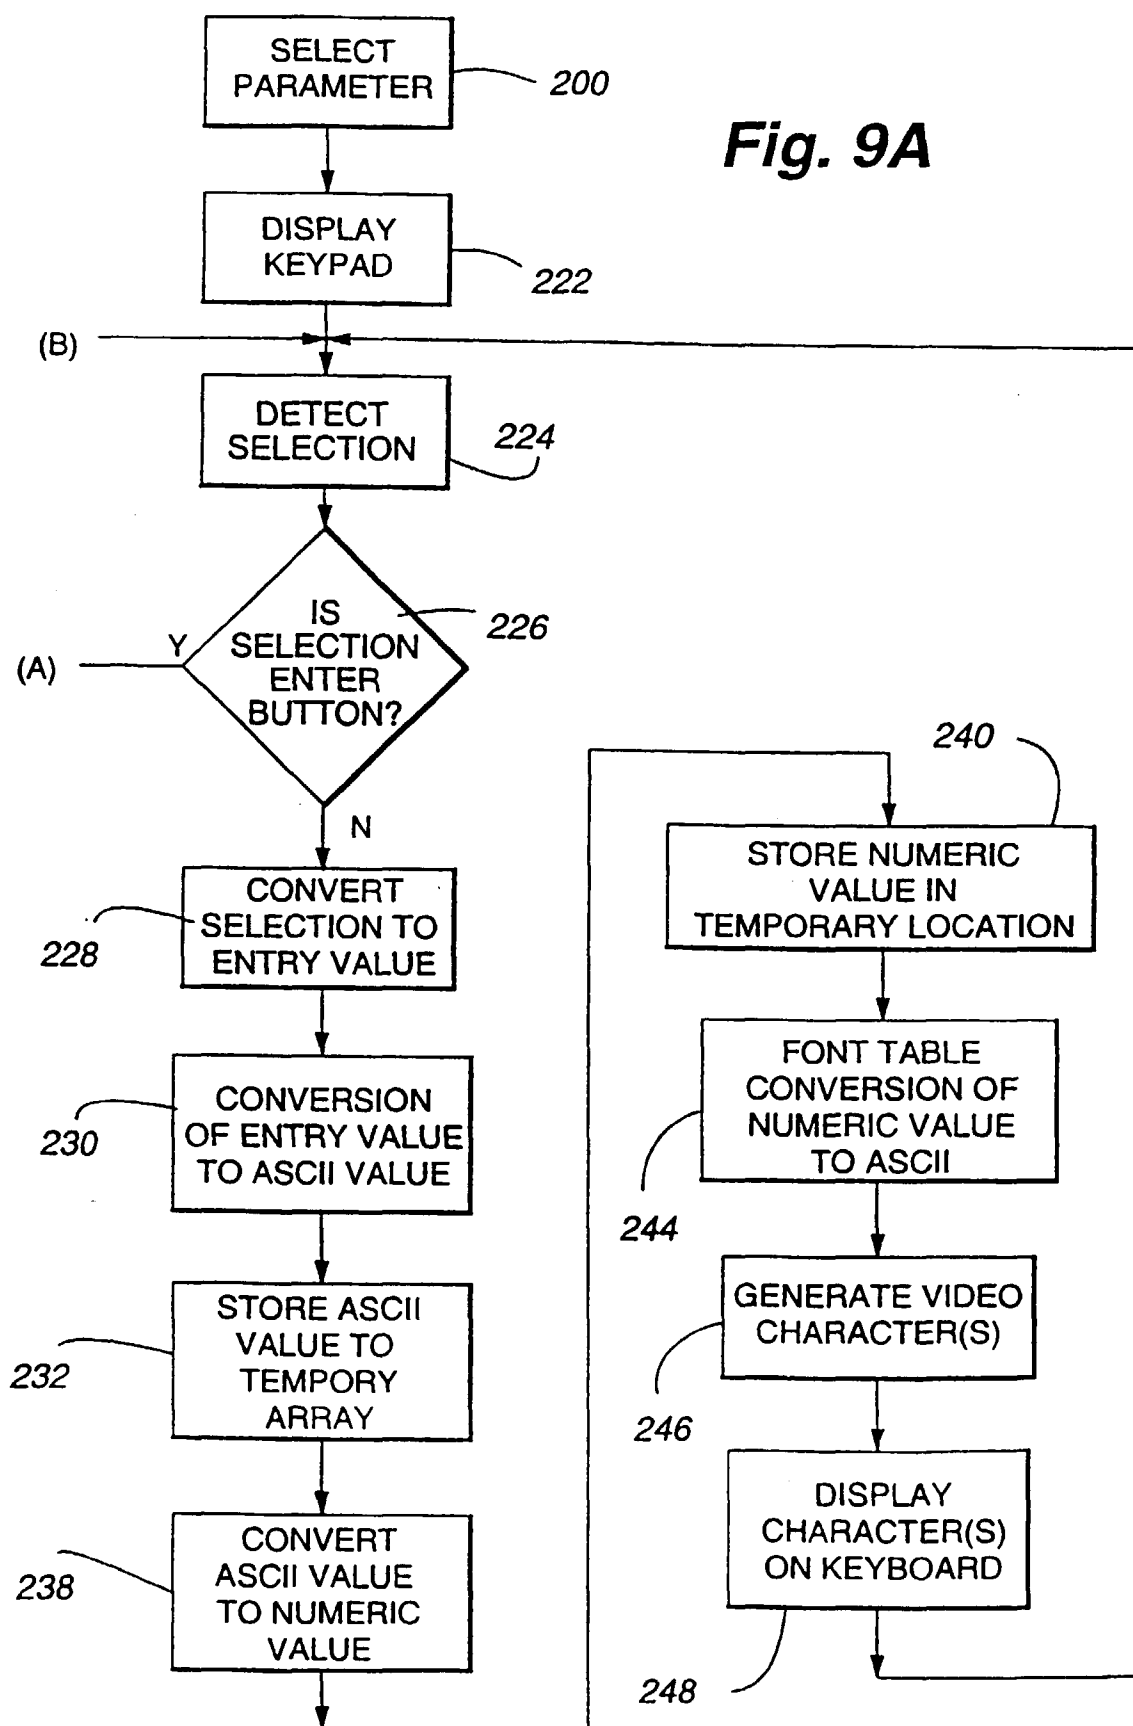 SELECT
PARAMETER
200
Fig. 9A
DISPLAY
KEYPAD
222
(B)
DETECT
SELECTION
224
IS
SELECTION
ENTER
BUTTON?
226
Y
(A)
N
CONVERT
SELECTION TO
ENTRY VALUE
228
CONVERSION
OF ENTRY VALUE
TO ASCII VALUE
230
STORE ASCII
VALUE TO
TEMPORY
ARRAY
232
CONVERT
ASCII VALUE
TO NUMERIC
VALUE
238
240
STORE NUMERIC
VALUE IN
TEMPORARY LOCATION
FONT TABLE
CONVERSION OF
NUMERIC VALUE
TO ASCII
244
GENERATE VIDEO
CHARACTER(S)
246
DISPLAY
CHARACTER(S)
ON KEYBOARD
248